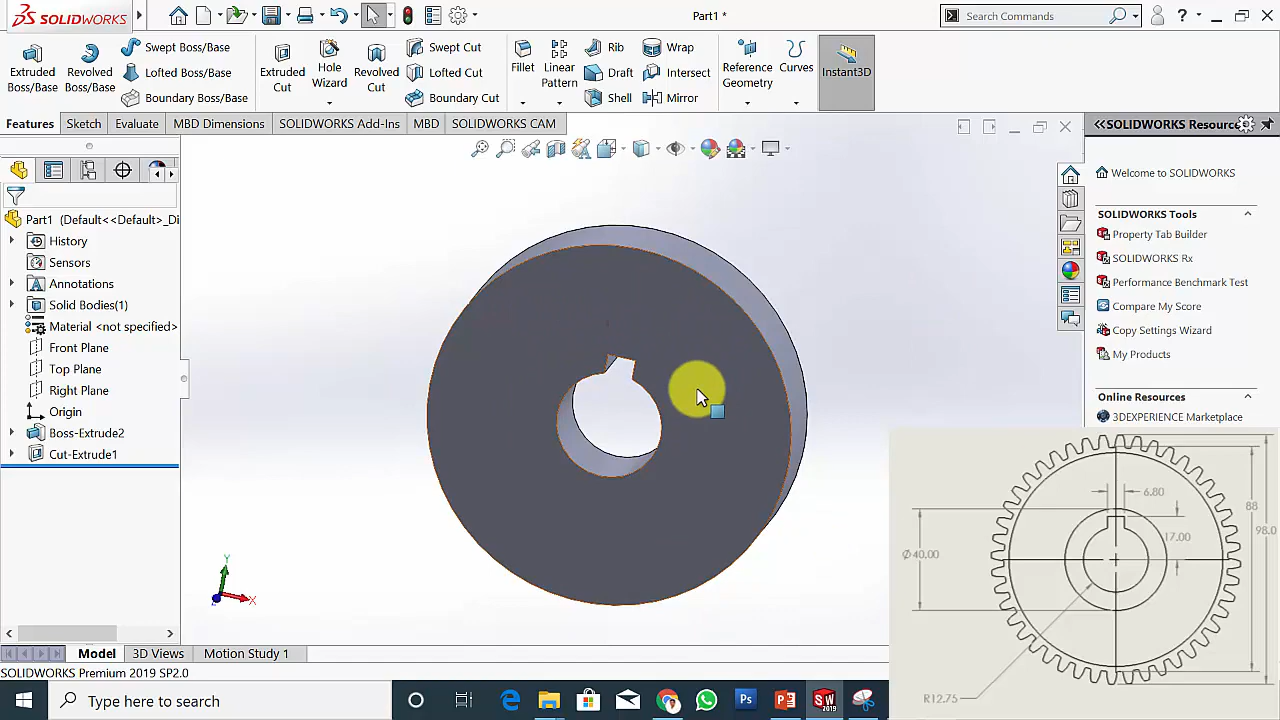 SOLIDWORKS
Part1 *
Search Commands
?
Extruded Boss/Base
Revolved Boss/Base
Swept Boss/Base
Lofted Boss/Base
Boundary Boss/Base
Extruded Cut
Hole Wizard
Revolved Cut
Swept Cut
Lofted Cut
Boundary Cut
Fillet
Linear Pattern
Rib
Draft
Shell
Wrap
Intersect
Mirror
Reference Geometry
Curves
Instant3D
Features
Sketch
Evaluate
MBD Dimensions
SOLIDWORKS Add-Ins
MBD
SOLIDWORKS CAM
Part1 (Default<<Default>_Di
History
Sensors
Annotations
Solid Bodies(1)
Material <not specified>
Front Plane
Top Plane
Right Plane
Origin
Boss-Extrude2
Cut-Extrude1
Y
X
Z
<<SOLIDWORKS Resourc
Welcome to SOLIDWORKS
SOLIDWORKS Tools
Property Tab Builder
SOLIDWORKS Rx
Performance Benchmark Test
Compare My Score
Copy Settings Wizard
My Products
Online Resources
3DEXPERIENCE Marketplace
6.80
88
98.0
17.00
Ø40,00
R12.75
Model
3D Views
Motion Study 1
SOLIDWORKS Premium 2019 SP2.0
Type here to search
Ps
SW
2019